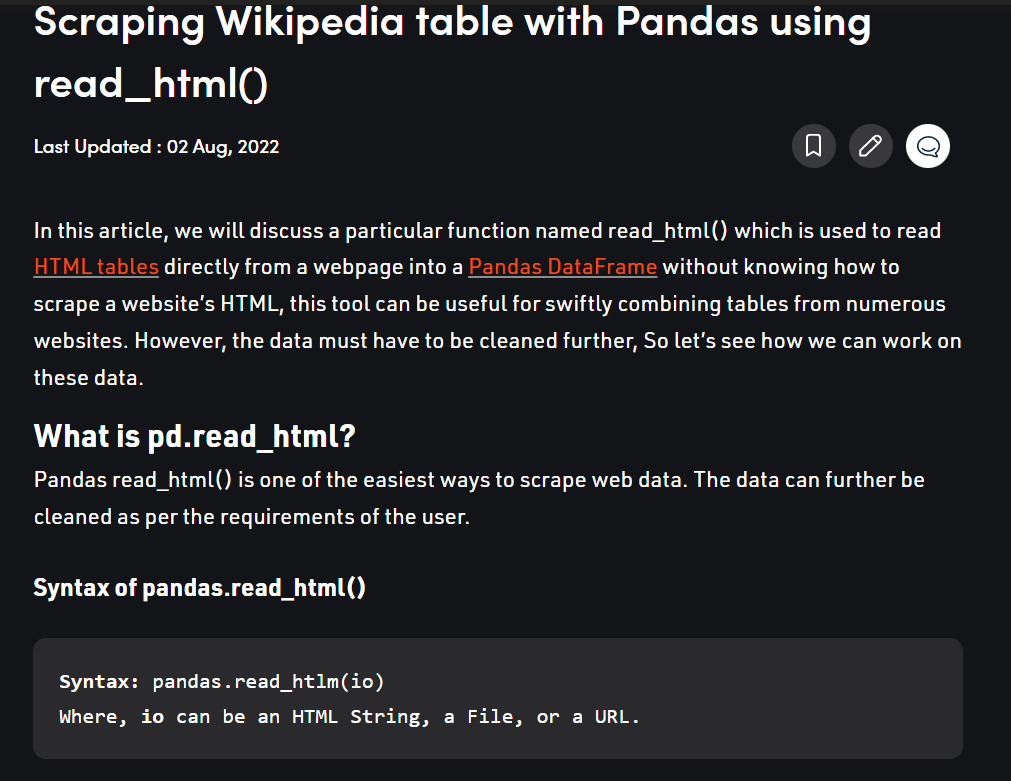 Scraping Wikipedia table with Pandas using
read_html()
Last Updated : 02 Aug, 2022
In this article, we will discuss a particular function named read_html() which is used to read
HTML tables directly from a webpage into a Pandas DataFrame without knowing how to
scrape a website’s HTML, this tool can be useful for swiftly combining tables from numerous
websites. However, the data must have to be cleaned further, So let’s see how we can work on
these data.
What is pd.read_html?
Pandas read_html() is one of the easiest ways to scrape web data. The data can further be
cleaned as per the requirements of the user.
Syntax of pandas.read_html()
Syntax: pandas.read_htlm(io)
Where, io can be an HTML String, a File, or a URL.